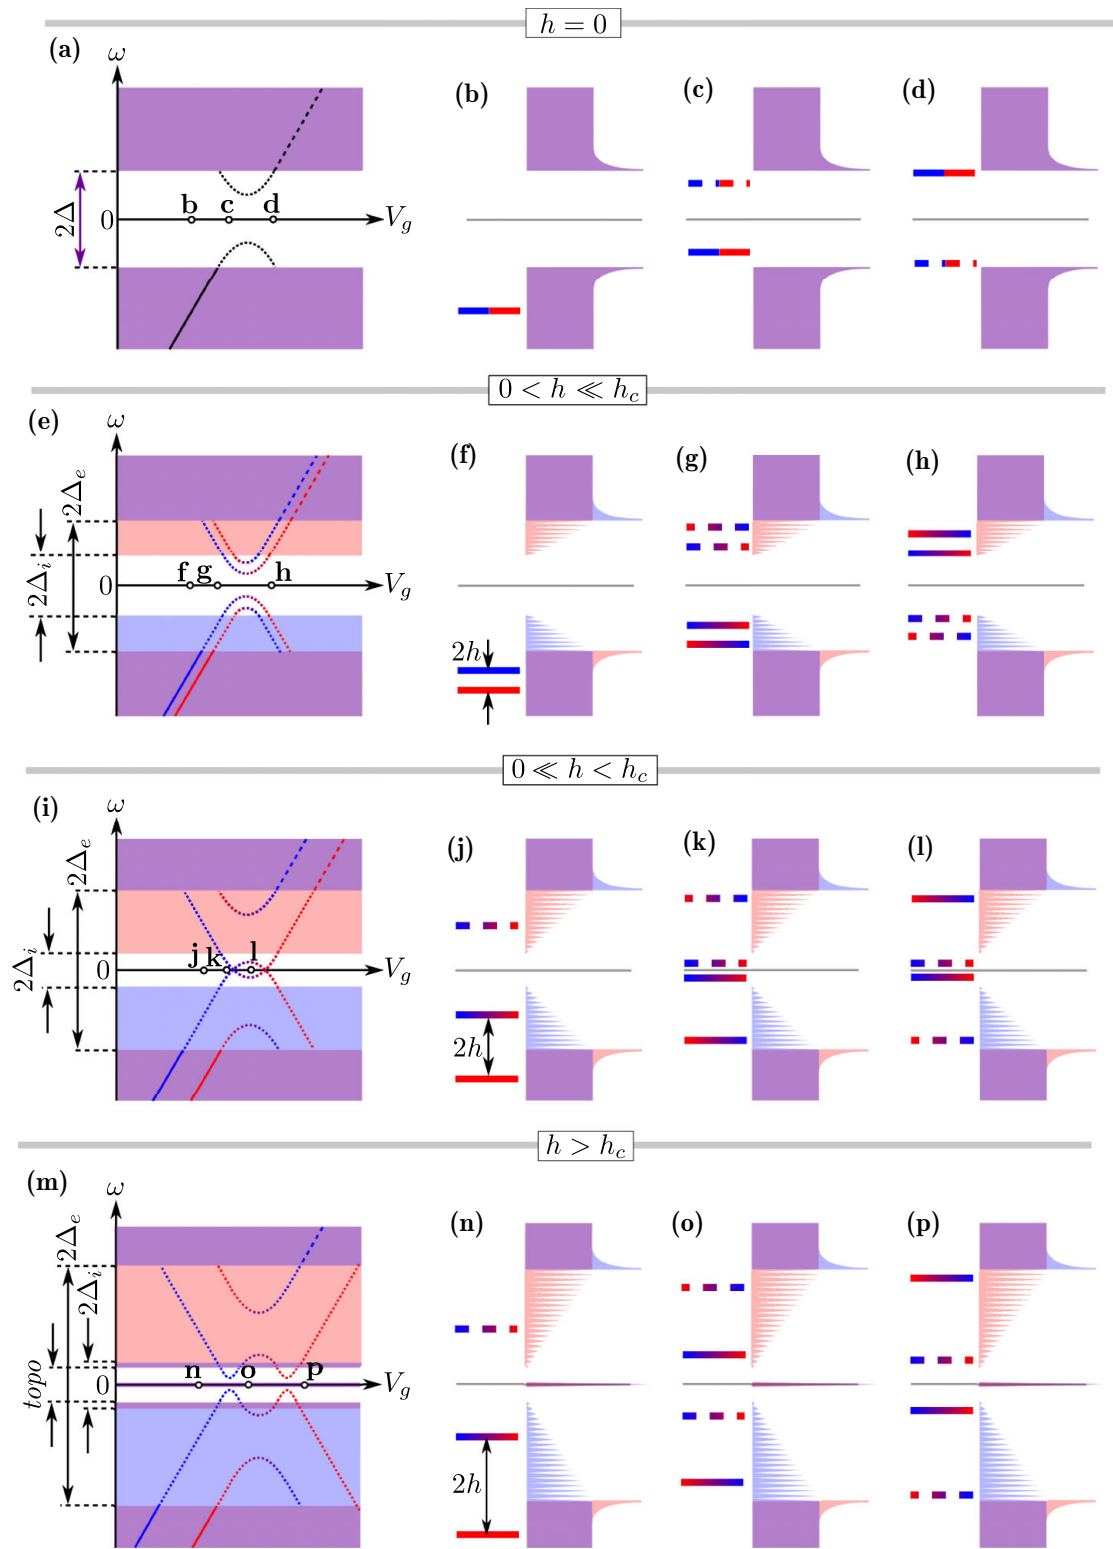 h = 0
(a)
ω
(b)
(c)
(d)
2Δ
0
b
c
d
V_g
0 < h ≪ h_c
(e)
ω
(f)
(g)
(h)
2Δ_e
2Δ_i
0
f
g
h
V_g
2h
0 ≪ h < h_c
(i)
ω
(j)
(k)
(l)
2Δ_e
2Δ_i
0
j
k
l
V_g
2h
h > h_c
(m)
ω
(n)
(o)
(p)
2Δ_e
2Δ_i
topo
0
n
o
p
V_g
2h